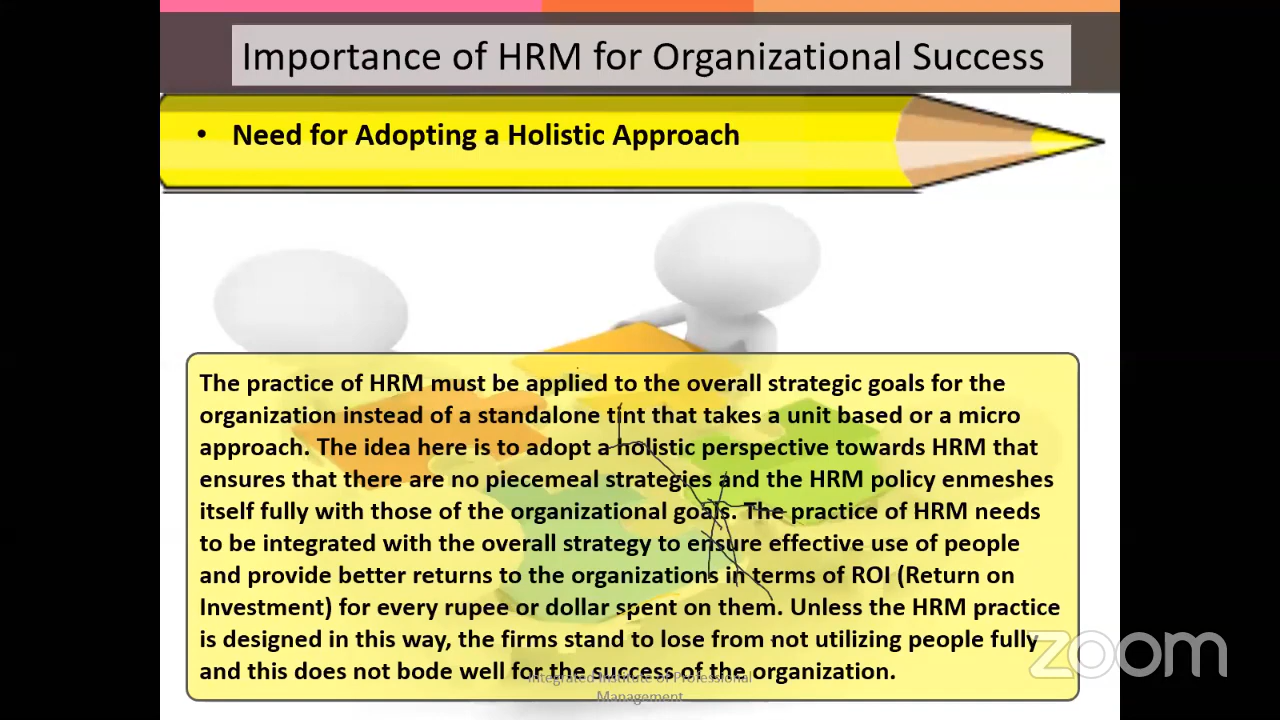 Importance of HRM for Organizational Success
• Need for Adopting a Holistic Approach
The practice of HRM must be applied to the overall strategic goals for the
organization instead of a standalone tint that takes a unit based or a micro
approach. The idea here is to adopt a holistic perspective towards HRM that
ensures that there are no piecemeal strategies and the HRM policy enmeshes
itself fully with those of the organizational goals. The practice of HRM needs
to be integrated with the overall strategy to ensure effective use of people
and provide better returns to the organizations in terms of ROI (Return on
Investment) for every rupee or dollar spent on them. Unless the HRM practice
is designed in this way, the firms stand to lose from not utilizing people fully
and this does not bode well for the success of the organization.
Integrated Institute of Professional
Management
zoom